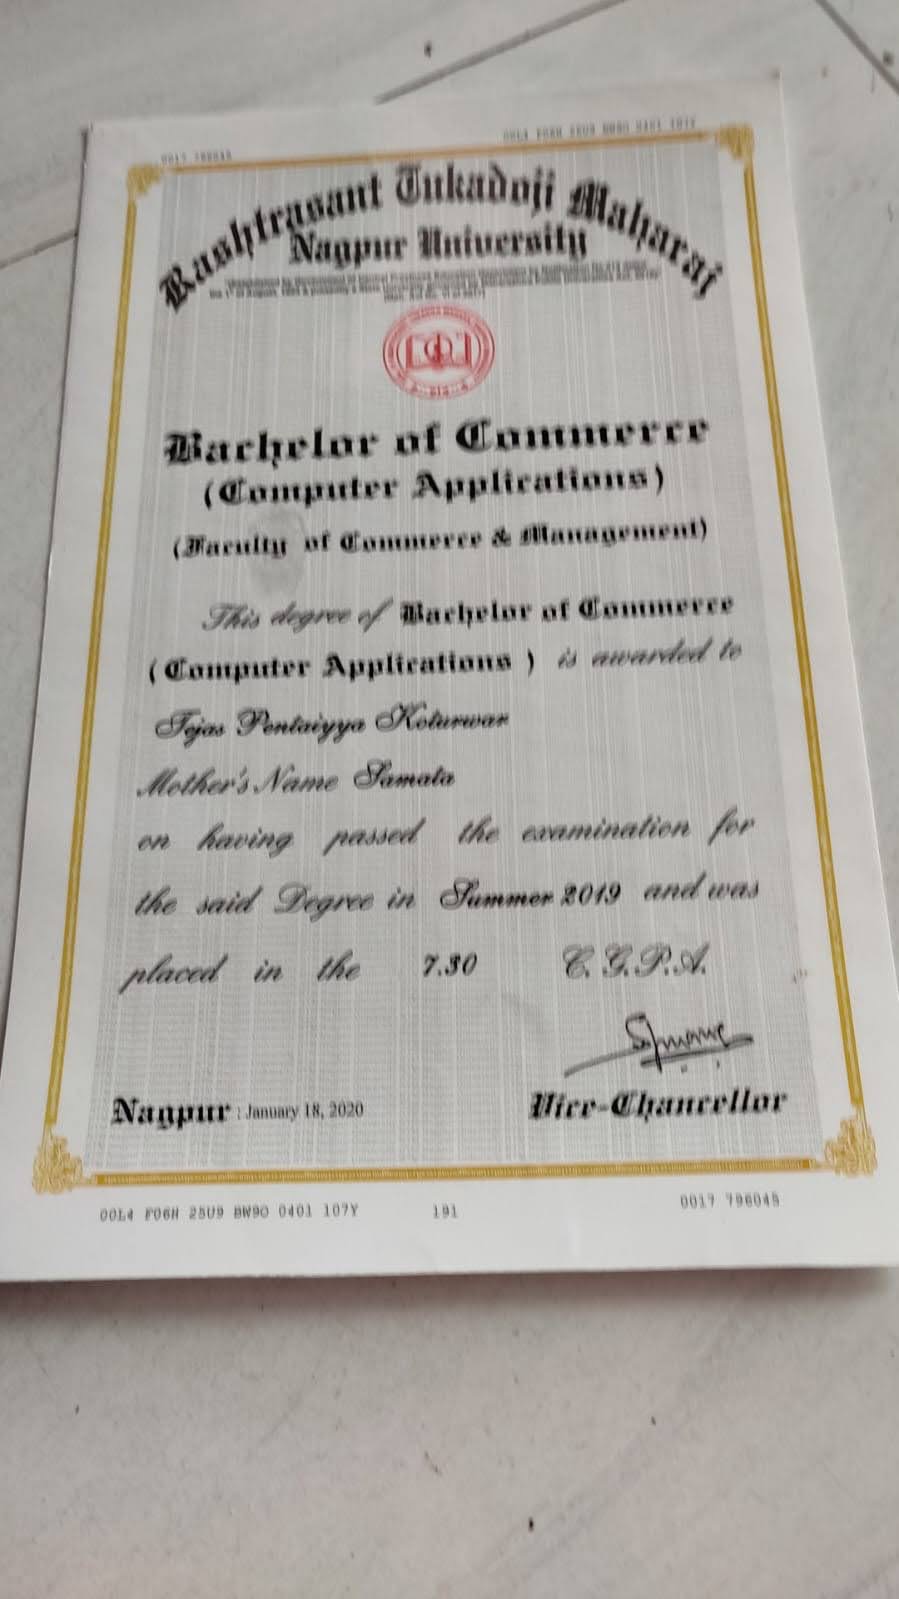 Rashtrasant Tukadoji Maharaj
Nagpur University
Bachelor of Commerce
(Computer Applications)
(Faculty of Commerce & Management)
This degree of Bachelor of Commerce
(Computer Applications) is awarded to
Tejas Pentaiyya Koturwar
Mother's Name Samata
on having passed the examination for
the said Degree in Summer 2019 and was
placed in the 7.30 C.G.P.A.
Nagpur : January 18, 2020
Vice-Chancellor
00L4 F06H 25U9 BW90 0401 107Y 191 0017 796045